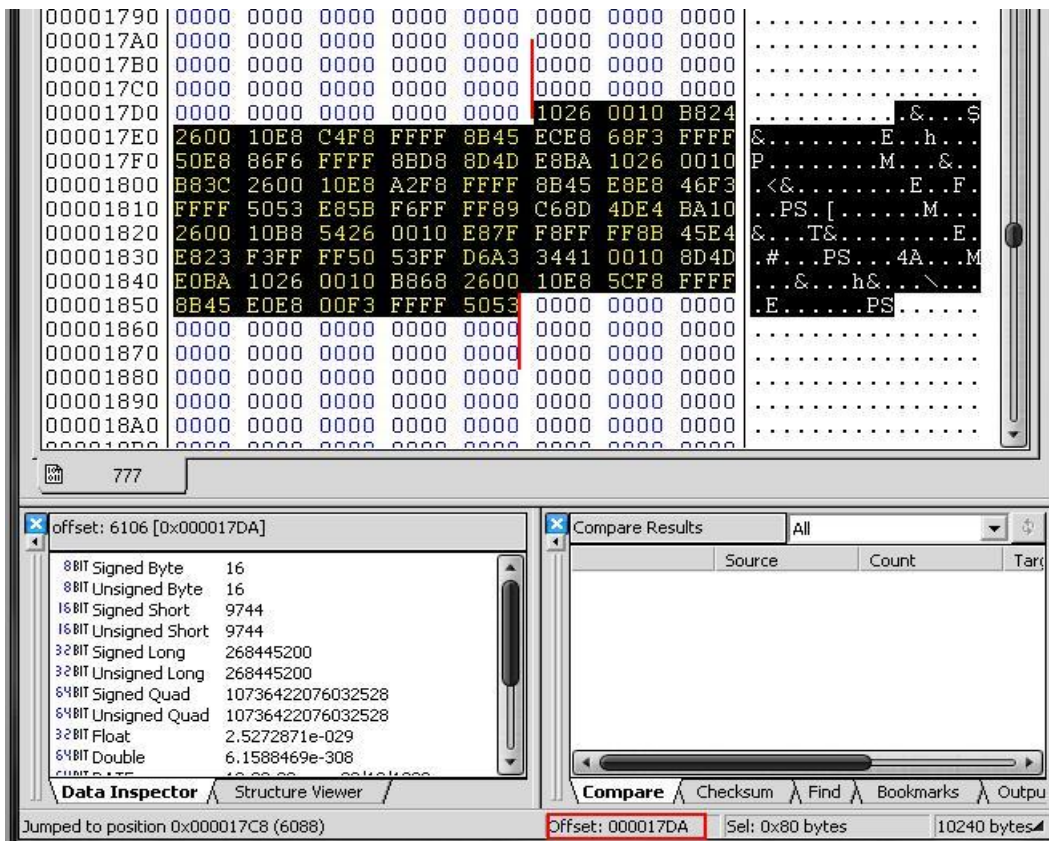 00001790 0000 0000 0000 0000 0000 0000 0000 0000 ................
000017A0 0000 0000 0000 0000 0000 0000 0000 0000 ................
000017B0 0000 0000 0000 0000 0000 0000 0000 0000 ................
000017C0 0000 0000 0000 0000 0000 0000 0000 0000 ................
000017D0 0000 0000 0000 0000 0000 1026 0010 B824 ...........&...$
000017E0 2600 10E8 C4F8 FFFF 8B45 ECE8 68F3 FFFF &........E..h...
000017F0 50E8 86F6 FFFF 8BD8 8D4D E8BA 1026 0010 P........M...&..
00001800 B83C 2600 10E8 A2F8 FFFF 8B45 E8E8 46F3 .<&........E..F.
00001810 FFFF 5053 E85B F6FF FF89 C68D 4DE4 BA10 ..PS.[......M...
00001820 2600 10B8 5426 0010 E87F F8FF FF8B 45E4 &...T&........E.
00001830 E823 F3FF FF50 53FF D6A3 3441 0010 8D4D .#...PS...4A...M
00001840 E0BA 1026 0010 B868 2600 10E8 5CF8 FFFF ...&...h&...\...
00001850 8B45 E0E8 00F3 FFFF 5053 0000 0000 0000 .E......PS......
00001860 0000 0000 0000 0000 0000 0000 0000 0000 ................
00001870 0000 0000 0000 0000 0000 0000 0000 0000 ................
00001880 0000 0000 0000 0000 0000 0000 0000 0000 ................
00001890 0000 0000 0000 0000 0000 0000 0000 0000 ................
000018A0 0000 0000 0000 0000 0000 0000 0000 0000 ................
777
offset: 6106 [0x000017DA]
8BIT Signed Byte 16
8BIT Unsigned Byte 16
16BIT Signed Short 9744
16BIT Unsigned Short 9744
32BIT Signed Long 268445200
32BIT Unsigned Long 268445200
64BIT Signed Quad 10736422076032528
64BIT Unsigned Quad 10736422076032528
32BIT Float 2.5272871e-029
64BIT Double 6.1588469e-308
Data Inspector Structure Viewer
Compare Results All
Source Count Targ
Compare Checksum Find Bookmarks Outpu
Jumped to position 0x000017C8 (6088) Offset: 000017DA Sel: 0x80 bytes 10240 bytes